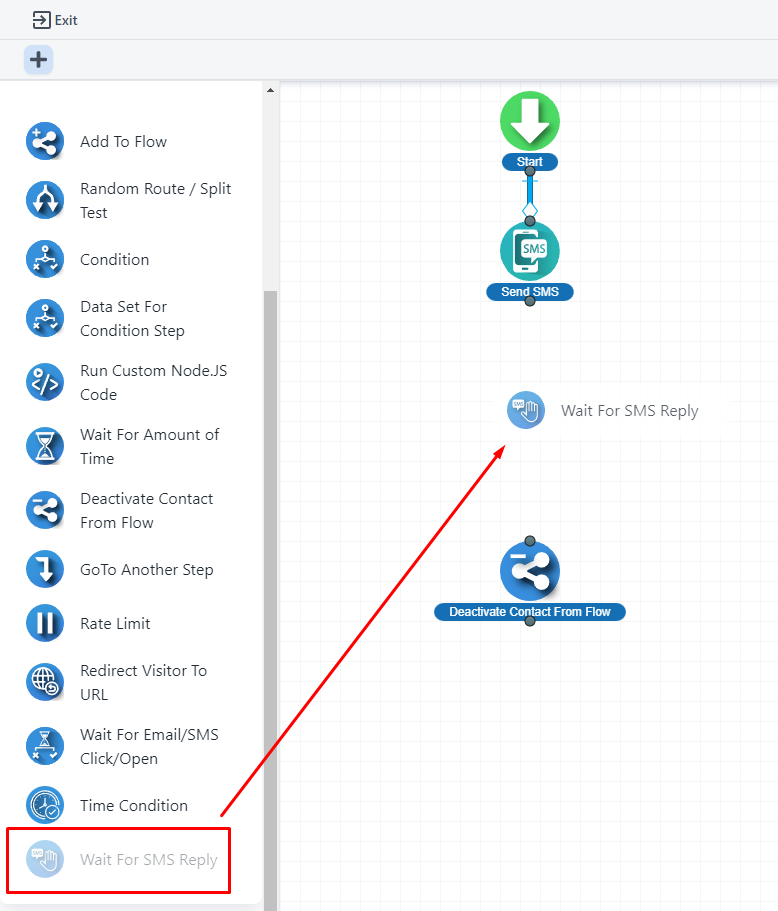 Exit
Add To Flow
Random Route / Split
Test
Condition
Data Set For
Condition Step
Run Custom Node.JS
Code
Wait For Amount of
Time
Deactivate Contact
From Flow
GoTo Another Step
Rate Limit
Redirect Visitor To
URL
Wait For Email/SMS
Click/Open
Time Condition
SMS
Wait For SMS Reply
Start
SMS
Send SMS
SMS
Wait For SMS Reply
Deactivate Contact From Flow